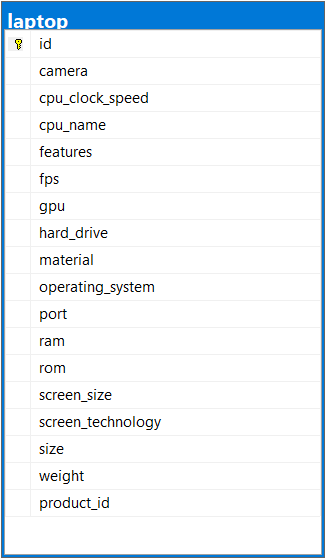 laptop
id
camera
cpu_clock_speed
cpu_name
features
fps
gpu
hard_drive
material
operating_system
port
ram
rom
screen_size
screen_technology
size
weight
product_id